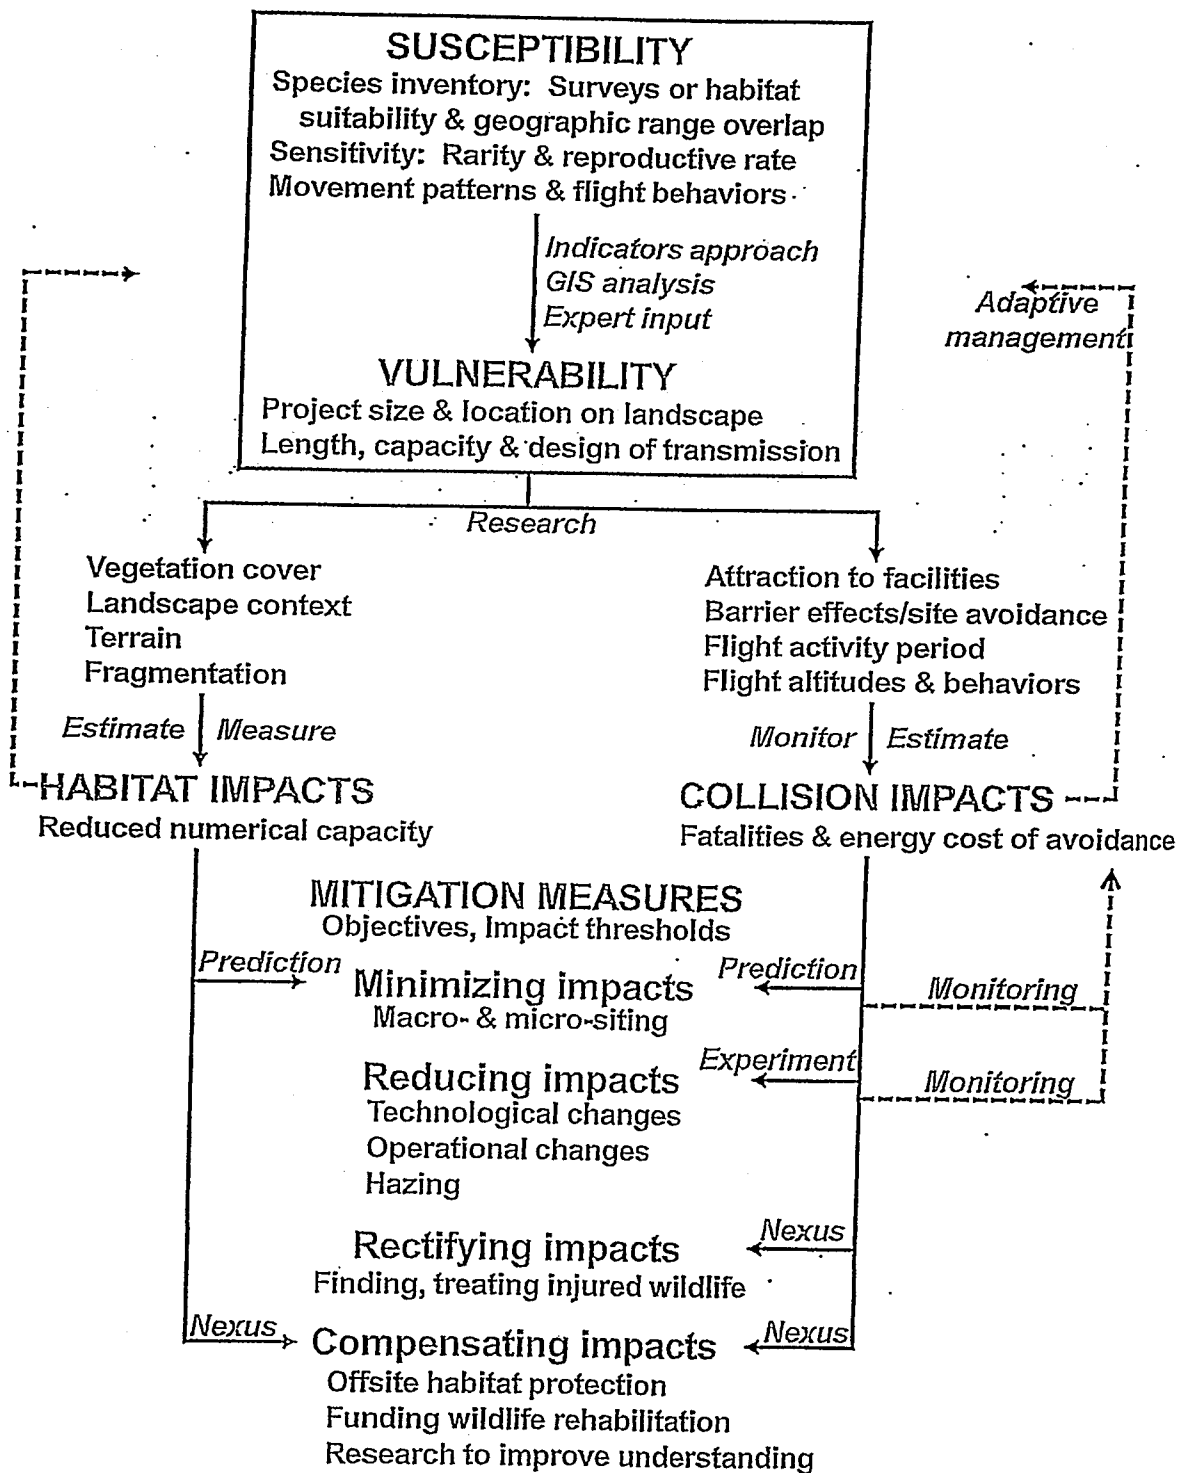 SUSCEPTIBILITY
Species inventory: Surveys or habitat
suitability & geographic range overlap
Sensitivity: Rarity & reproductive rate
Movement patterns & flight behaviors
Indicators approach
GIS analysis
Expert input
Adaptive
management
VULNERABILITY
Project size & location on landscape
Length, capacity & design of transmission
Research
Vegetation cover
Landscape context
Terrain
Fragmentation
Attraction to facilities
Barrier effects/site avoidance
Flight activity period
Flight altitudes & behaviors
Estimate Measure
Monitor Estimate
HABITAT IMPACTS
Reduced numerical capacity
COLLISION IMPACTS
Fatalities & energy cost of avoidance
MITIGATION MEASURES
Objectives, Impact thresholds
Prediction
Minimizing impacts
Prediction
Monitoring
Macro- & micro-siting
Reducing impacts
Experiment
Monitoring
Technological changes
Operational changes
Hazing
Rectifying impacts
Nexus
Finding, treating injured wildlife
Nexus
Compensating impacts
Nexus
Offsite habitat protection
Funding wildlife rehabilitation
Research to improve understanding